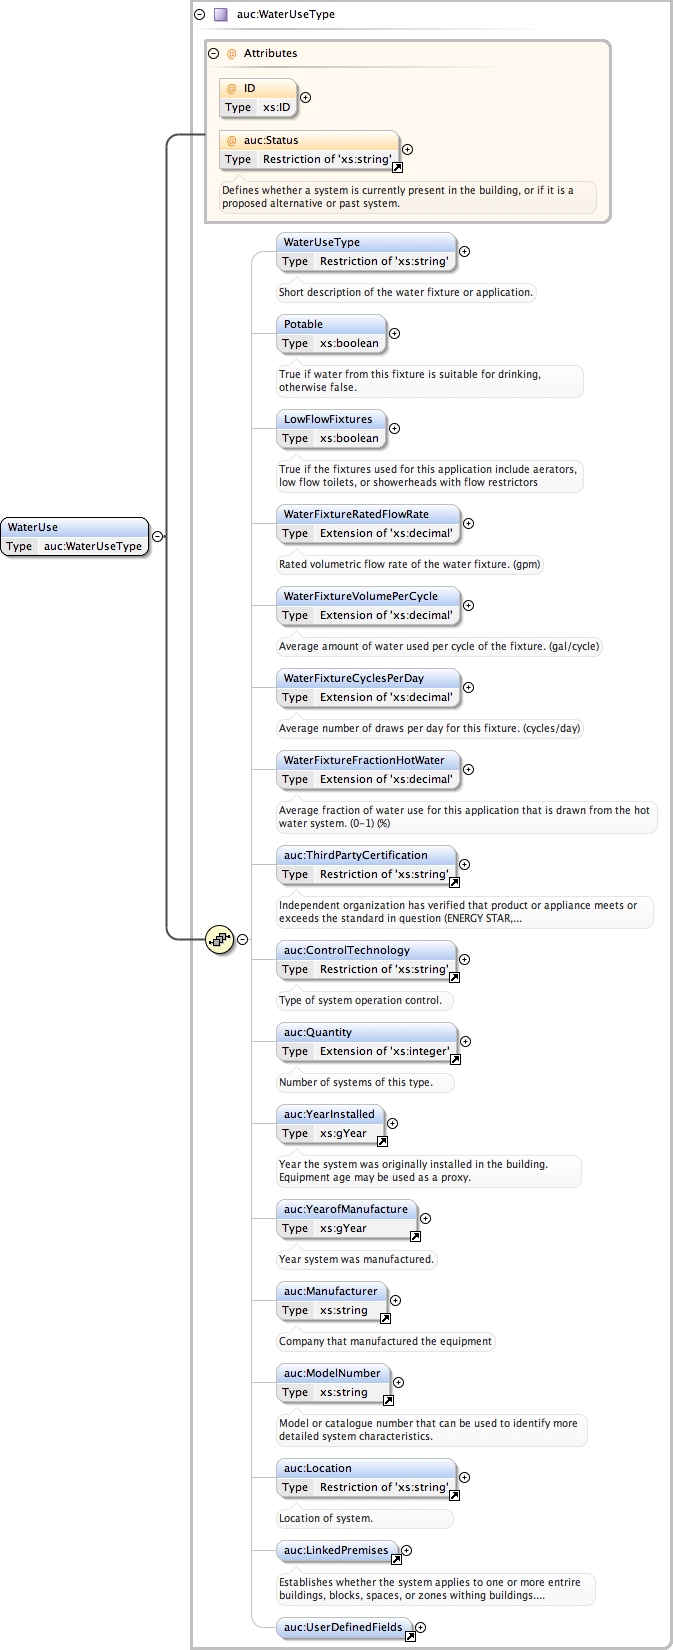 auc:WaterUseType
@ Attributes
@ ID
Type xs:ID
@ auc:Status
Type Restriction of 'xs:string'
Defines whether a system is currently present in the building, or if it is a
proposed alternative or past system.
WaterUseType
Type Restriction of 'xs:string'
Short description of the water fixture or application.
Potable
Type xs:boolean
True if water from this fixture is suitable for drinking,
otherwise false.
LowFlowFixtures
Type xs:boolean
True if the fixtures used for this application include aerators,
low flow toilets, or showerheads with flow restrictors
WaterUse
Type auc:WaterUseType
WaterFixtureRatedFlowRate
Type Extension of 'xs:decimal'
Rated volumetric flow rate of the water fixture. (gpm)
WaterFixtureVolumePerCycle
Type Extension of 'xs:decimal'
Average amount of water used per cycle of the fixture. (gal/cycle)
WaterFixtureCyclesPerDay
Type Extension of 'xs:decimal'
Average number of draws per day for this fixture. (cycles/day)
WaterFixtureFractionHotWater
Type Extension of 'xs:decimal'
Average fraction of water use for this application that is drawn from the hot
water system. (0-1) (%)
auc:ThirdPartyCertification
Type Restriction of 'xs:string'
Independent organization has verified that product or appliance meets or
exceeds the standard in question (ENERGY STAR,...
auc:ControlTechnology
Type Restriction of 'xs:string'
Type of system operation control.
auc:Quantity
Type Extension of 'xs:integer'
Number of systems of this type.
auc:YearInstalled
Type xs:gYear
Year the system was originally installed in the building.
Equipment age may be used as a proxy.
auc:YearofManufacture
Type xs:gYear
Year system was manufactured.
auc:Manufacturer
Type xs:string
Company that manufactured the equipment
auc:ModelNumber
Type xs:string
Model or catalogue number that can be used to identify more
detailed system characteristics.
auc:Location
Type Restriction of 'xs:string'
Location of system.
auc:LinkedPremises
Establishes whether the system applies to one or more entrire
buildings, blocks, spaces, or zones withing buildings....
auc:UserDefinedFields